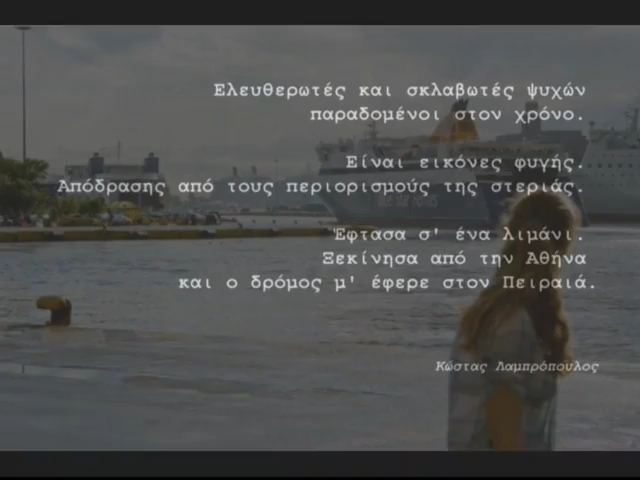 Ελευθερωτές και σκλαβωτές ψυχών
παραδομένοι στον χρόνο.
Είναι εικόνες φυγής.
Απόδρασης από τους περιορισμούς της στεριάς.
Έφτασα σ' ένα λιμάνι.
Ξεκίνησα από την Αθήνα
και ο δρόμος μ' έφερε στον Πειραιά.
Κώστας Λαμπρόπουλος